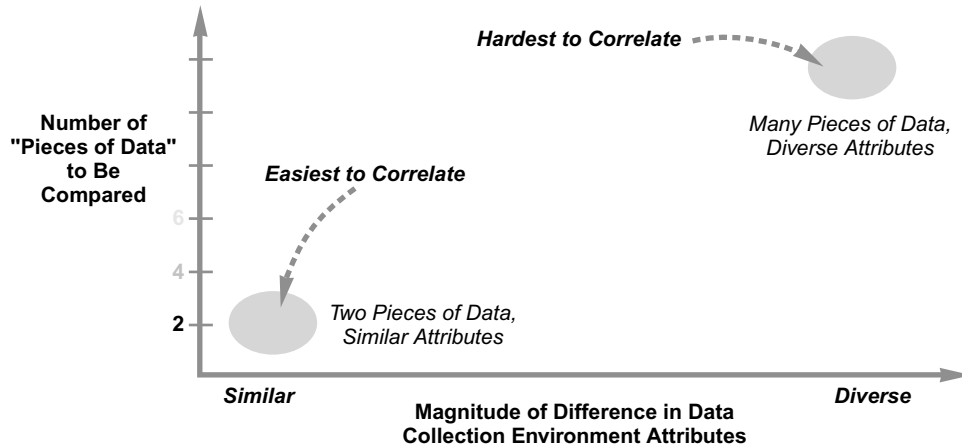 Hardest to Correlate
Many Pieces of Data,
Diverse Attributes
Number of
"Pieces of Data"
to Be
Compared
Easiest to Correlate
6
4
2
Two Pieces of Data,
Similar Attributes
Similar
Diverse
Magnitude of Difference in Data
Collection Environment Attributes